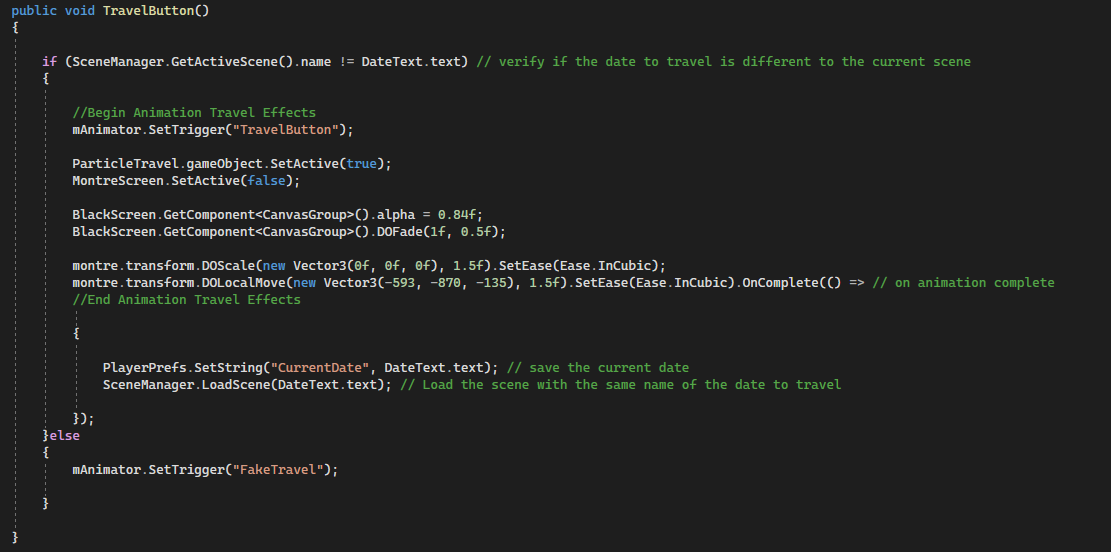 public void TravelButton()
{
if (SceneManager.GetActiveScene().name != DateText.text) // verify if the date to travel is different to the current scene
{
//Begin Animation Travel Effects
mAnimator.SetTrigger("TravelButton");
ParticleTravel.gameObject.SetActive(true);
MontreScreen.SetActive(false);
BlackScreen.GetComponent<CanvasGroup>().alpha = 0.84f;
BlackScreen.GetComponent<CanvasGroup>().DOFade(1f, 0.5f);
montre.transform.DOScale(new Vector3(0f, 0f, 0f), 1.5f).SetEase(Ease.InCubic);
montre.transform.DOLocalMove(new Vector3(-593, -870, -135), 1.5f).SetEase(Ease.InCubic).OnComplete(() => // on animation complete
//End Animation Travel Effects
{
PlayerPrefs.SetString("CurrentDate", DateText.text); // save the current date
SceneManager.LoadScene(DateText.text); // Load the scene with the same name of the date to travel
});
}else
{
mAnimator.SetTrigger("FakeTravel");
}
}